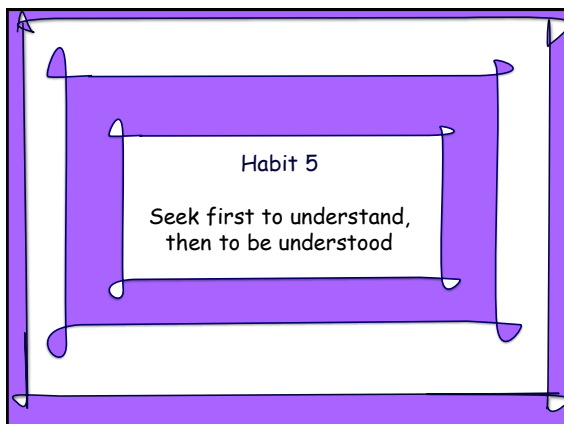 Habit 5
Seek first to understand,
then to be understood